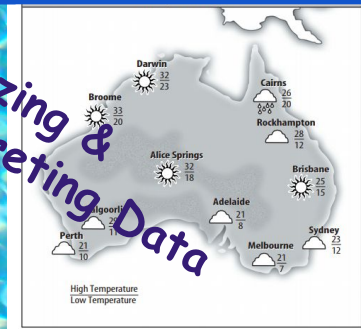 Darwin
32
23
Broome
33
20
Cairns
26
20
Rockhampton
28
12
Alice Springs
32
18
Brisbane
25
15
Adelaide
21
8
Perth
21
10
Sydney
23
12
Melbourne
21
7
zing &
reting Data
High Temperature
Low Temperature